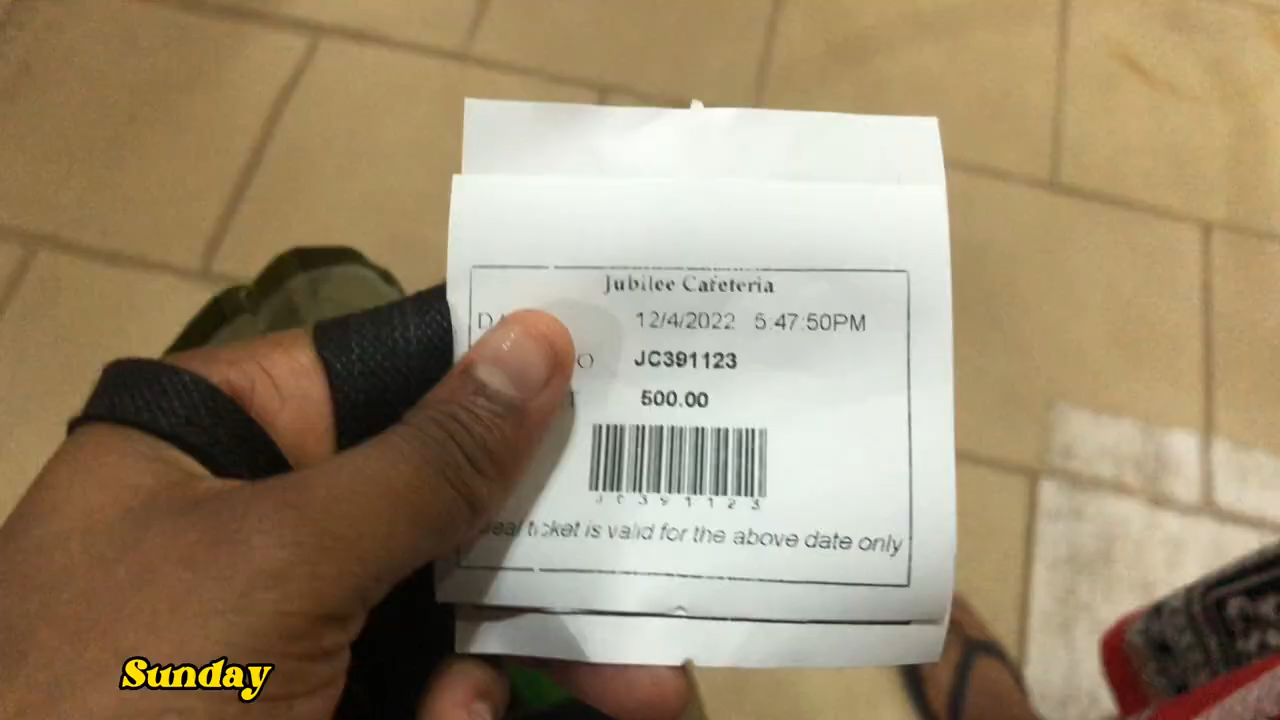 Jubilee Cafeteria
12/4/2022 5:47:50PM
JC391123
500.00
JC391123
ticket is valid for the above date only
Sunday